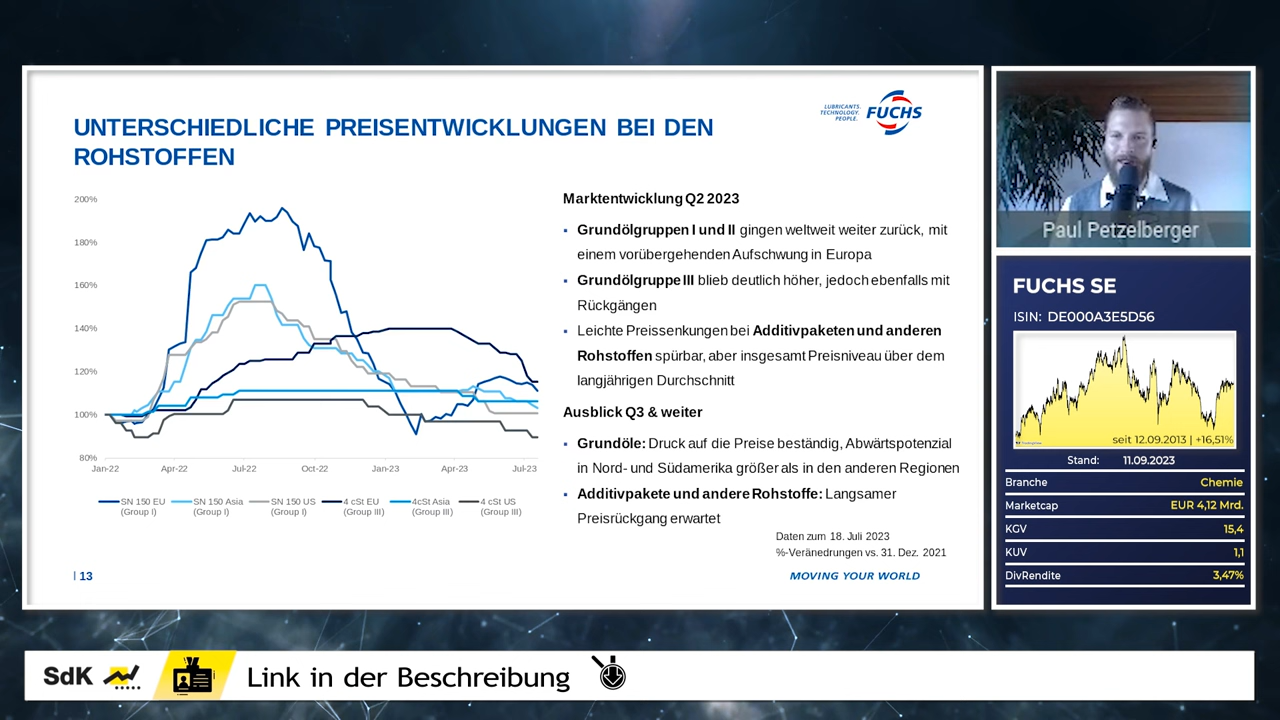 UNTERSCHIEDLICHE PREISENTWICKLUNGEN BEI DEN
ROHSTOFFEN
LUBRICANTS.
TECHNOLOGY.
PEOPLE.
FUCHS
200%
180%
160%
140%
120%
100%
80%
Jan-22 Apr-22 Jul-22 Oct-22 Jan-23 Apr-23 Jul-23
SN 150 EU (Group I)
SN 150 Asia (Group I)
SN 150 US (Group I)
4 cSt EU (Group III)
4cSt Asia (Group III)
4 cSt US (Group III)
Marktentwicklung Q2 2023
▪ Grundölgruppen I und II gingen weltweit weiter zurück, mit
einem vorübergehenden Aufschwung in Europa
▪ Grundölgruppe III blieb deutlich höher, jedoch ebenfalls mit
Rückgängen
▪ Leichte Preissenkungen bei Additivpaketen und anderen
Rohstoffen spürbar, aber insgesamt Preisniveau über dem
langjährigen Durchschnitt
Ausblick Q3 & weiter
▪ Grundöle: Druck auf die Preise beständig, Abwärtspotenzial
in Nord- und Südamerika größer als in den anderen Regionen
▪ Additivpakete und andere Rohstoffe: Langsamer
Preisrückgang erwartet
Daten zum 18. Juli 2023
%-Veränedrungen vs. 31. Dez. 2021
| 13
MOVING YOUR WORLD
Paul Petzelberger
FUCHS SE
ISIN: DE000A3E5D56
seit 12.09.2013 | +16,51%
Stand: 11.09.2023
Branche Chemie
Marketcap EUR 4,12 Mrd.
KGV 15,4
KUV 1,1
DivRendite 3,47%
SdK
Link in der Beschreibung